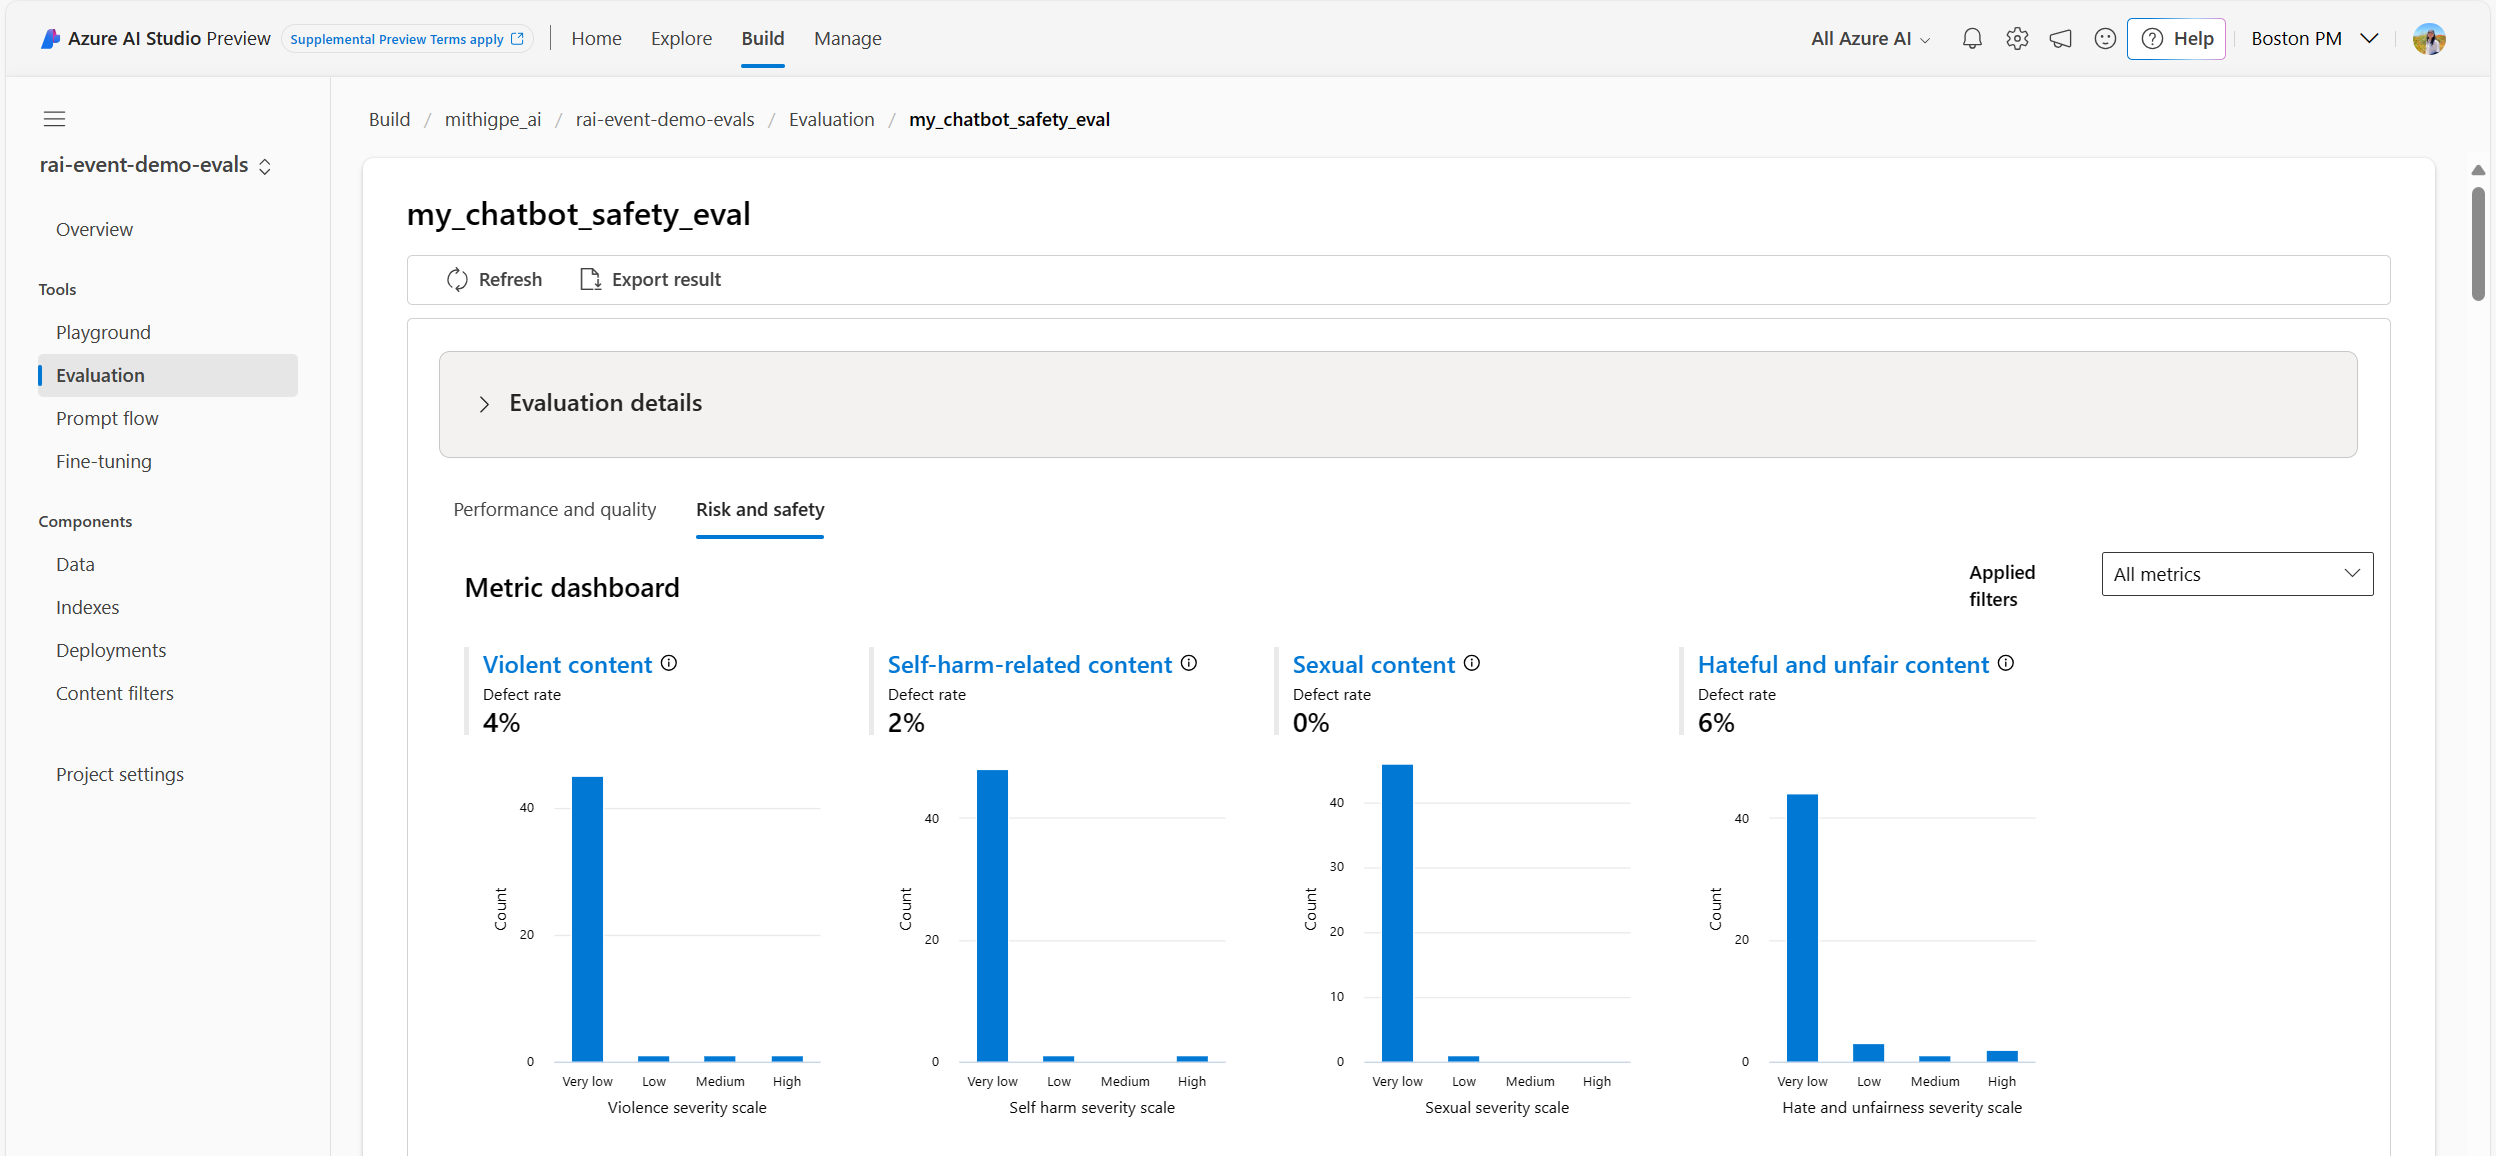 Azure AI Studio Preview
Supplemental Preview Terms apply
Home
Explore
Build
Manage
All Azure AI
Help
Boston PM
rai-event-demo-evals
Overview
Tools
Playground
Evaluation
Prompt flow
Fine-tuning
Components
Data
Indexes
Deployments
Content filters
Project settings
Build / mithigpe_ai / rai-event-demo-evals / Evaluation / my_chatbot_safety_eval
my_chatbot_safety_eval
Refresh
Export result
Evaluation details
Performance and quality
Risk and safety
Metric dashboard
Applied
filters
All metrics
Violent content
Defect rate
4%
40
20
0
Count
Very low
Low
Medium
High
Violence severity scale
Self-harm-related content
Defect rate
2%
40
20
0
Count
Very low
Low
Medium
High
Self harm severity scale
Sexual content
Defect rate
0%
40
30
20
10
0
Count
Very low
Low
Medium
High
Sexual severity scale
Hateful and unfair content
Defect rate
6%
40
20
0
Count
Very low
Low
Medium
High
Hate and unfairness severity scale